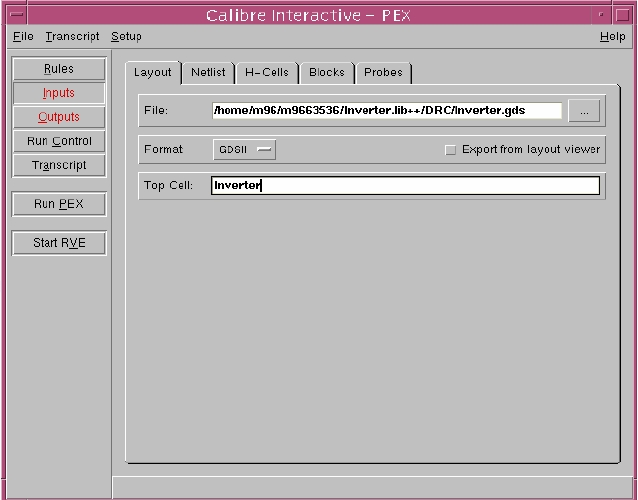 Calibre Interactive - PEX
File Transcript Setup Help
Rules
Inputs
Outputs
Run Control
Transcript
Run PEX
Start RVE
Layout Netlist H-Cells Blocks Probes
File: /home/m96/m9663536/Inverter.lib++/DRC/Inverter.gds ...
Format GDSII Export from layout viewer
Top Cell: Inverter